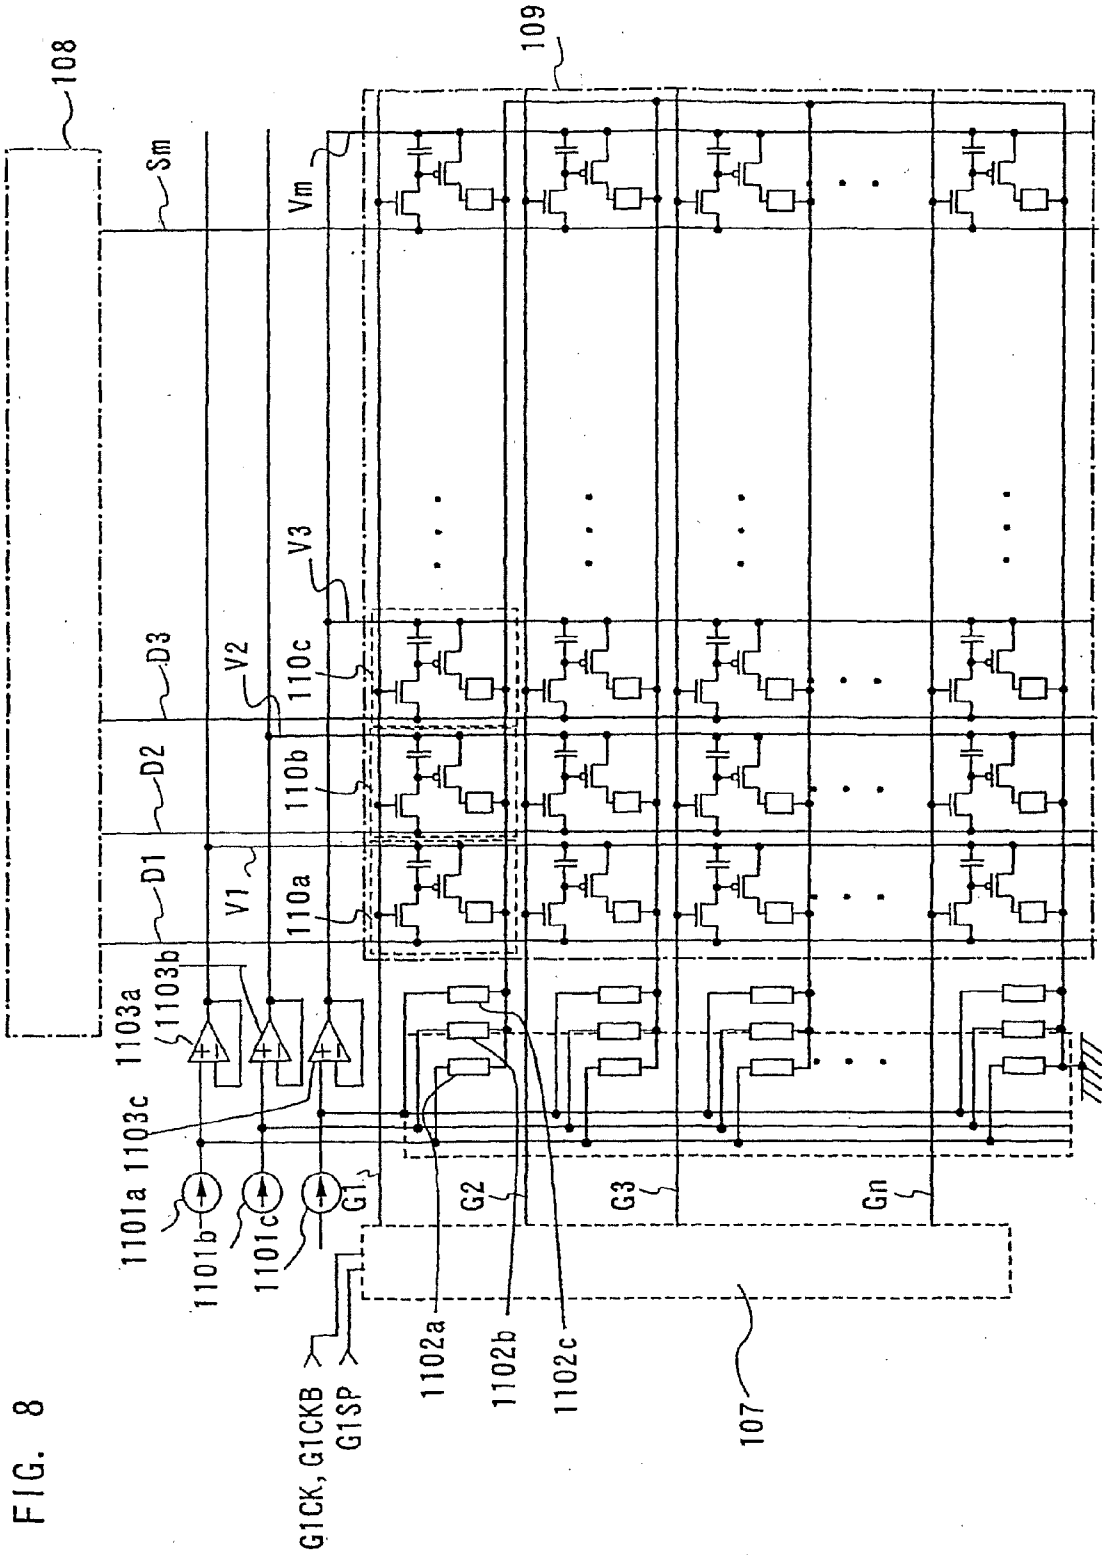 FIG. 8
108
109
Sm
Vm
D3
V3
V2
110c
D2
110b
D1
V1
110a
1103b
1103a
1103c
1101a
1101b
1101c
G1
G2
G3
Gn
G1CK, G1CKB
G1SP
1102a
1102b
1102c
107
+
−
+
−
+
−